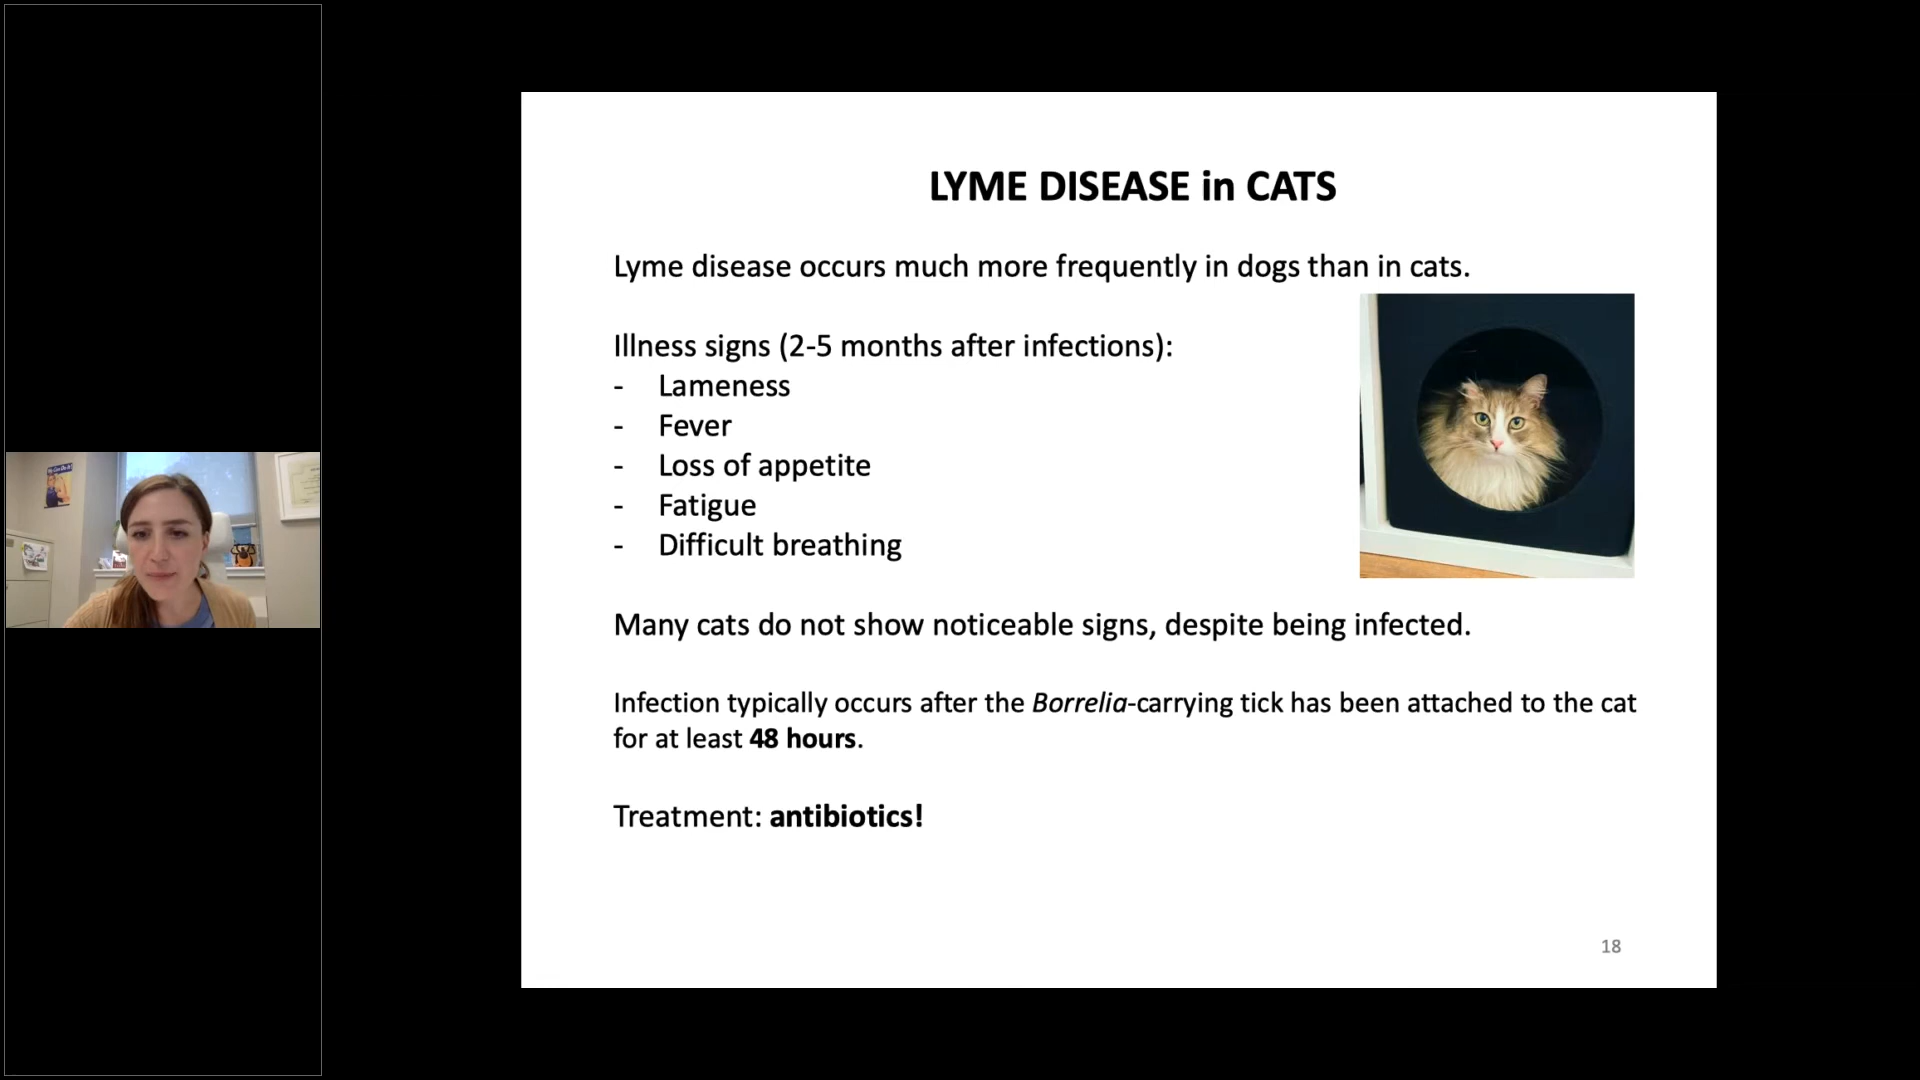 LYME DISEASE in CATS
Lyme disease occurs much more frequently in dogs than in cats.
Illness signs (2-5 months after infections):
- Lameness
- Fever
- Loss of appetite
- Fatigue
- Difficult breathing
Many cats do not show noticeable signs, despite being infected.
Infection typically occurs after the Borrelia-carrying tick has been attached to the cat
for at least 48 hours.
Treatment: antibiotics!
18